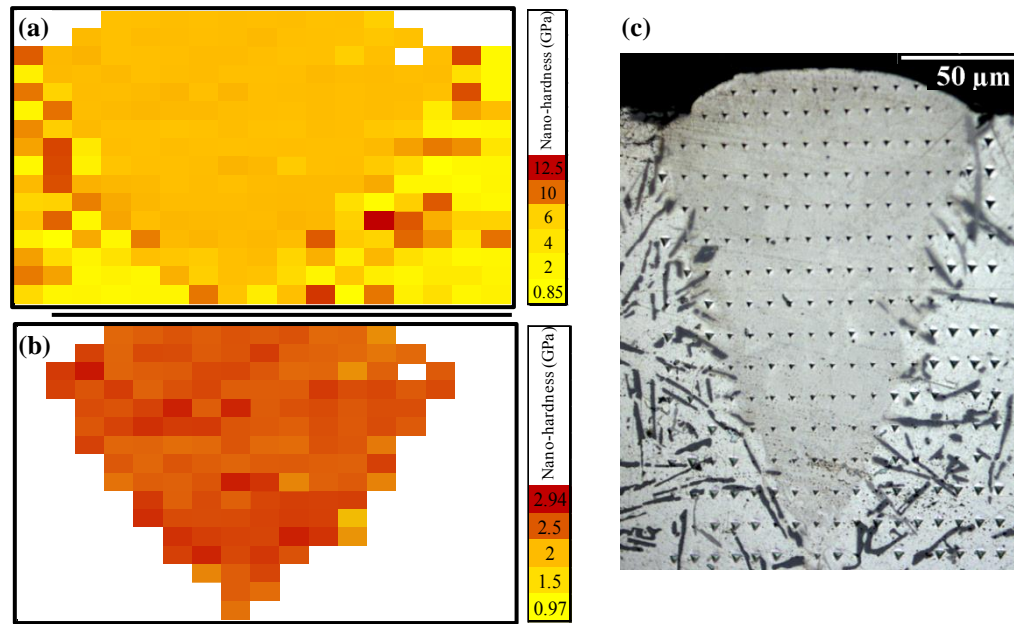 (a)
Nano-hardness (GPa)
12.5
10
6
4
2
0.85
(b)
Nano-hardness (GPa)
2.94
2.5
2
1.5
0.97
(c)
50 µm